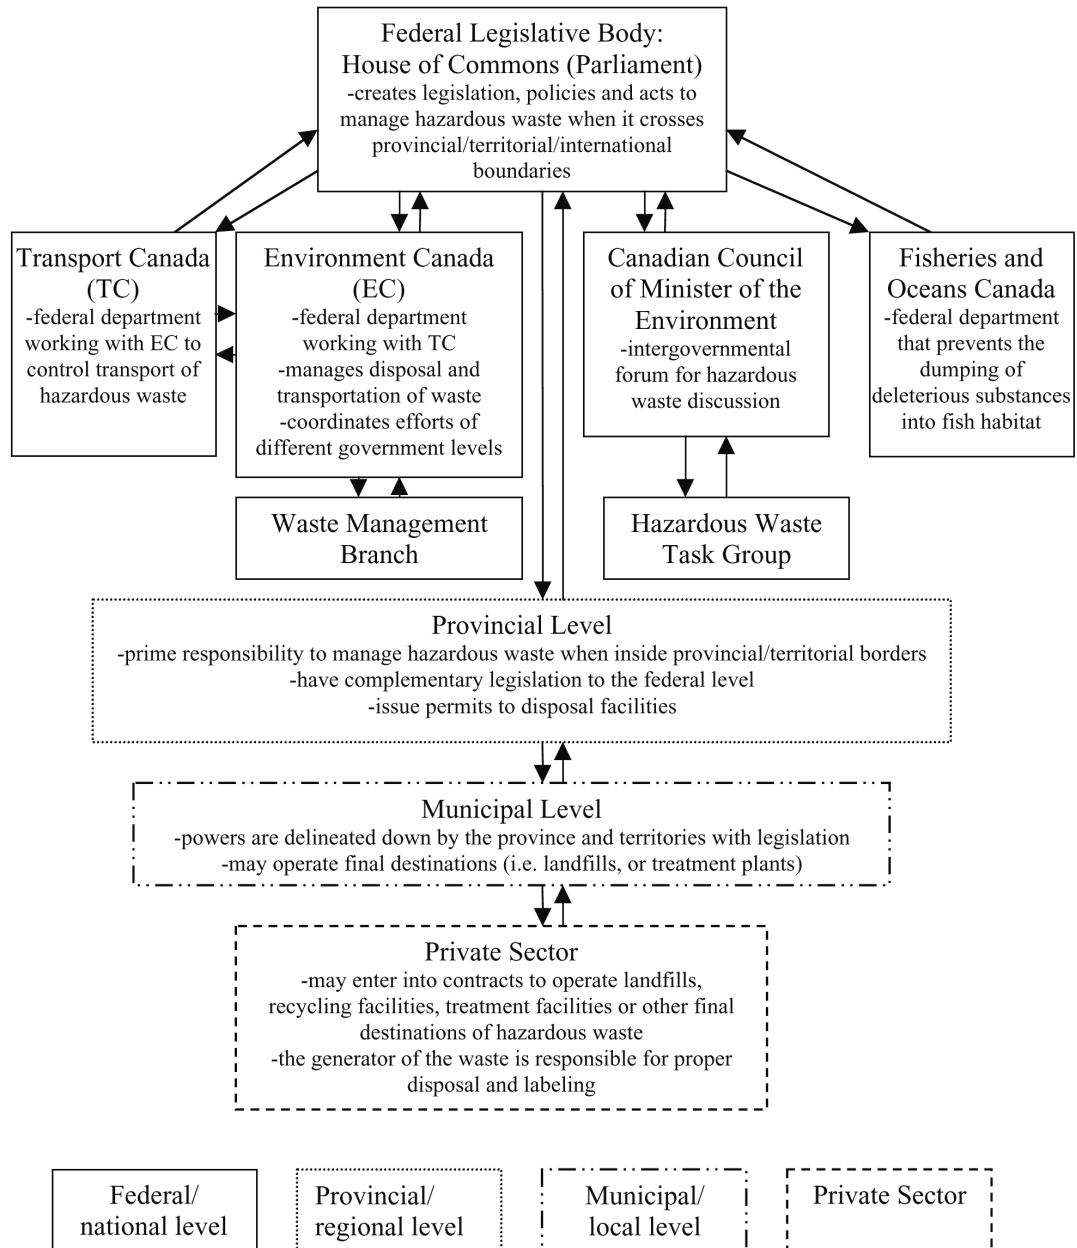 Federal Legislative Body:
House of Commons (Parliament)
-creates legislation, policies and acts to
manage hazardous waste when it crosses
provincial/territorial/international
boundaries
Transport Canada
(TC)
-federal department
working with EC to
control transport of
hazardous waste
Environment Canada
(EC)
-federal department
working with TC
-manages disposal and
transportation of waste
-coordinates efforts of
different government levels
Canadian Council
of Minister of the
Environment
-intergovernmental
forum for hazardous
waste discussion
Fisheries and
Oceans Canada
-federal department
that prevents the
dumping of
deleterious substances
into fish habitat
Waste Management
Branch
Hazardous Waste
Task Group
Provincial Level
-prime responsibility to manage hazardous waste when inside provincial/territorial borders
-have complementary legislation to the federal level
-issue permits to disposal facilities
Municipal Level
-powers are delineated down by the province and territories with legislation
-may operate final destinations (i.e. landfills, or treatment plants)
Private Sector
-may enter into contracts to operate landfills,
recycling facilities, treatment facilities or other final
destinations of hazardous waste
-the generator of the waste is responsible for proper
disposal and labeling
Federal/
national level
Provincial/
regional level
Municipal/
local level
Private Sector